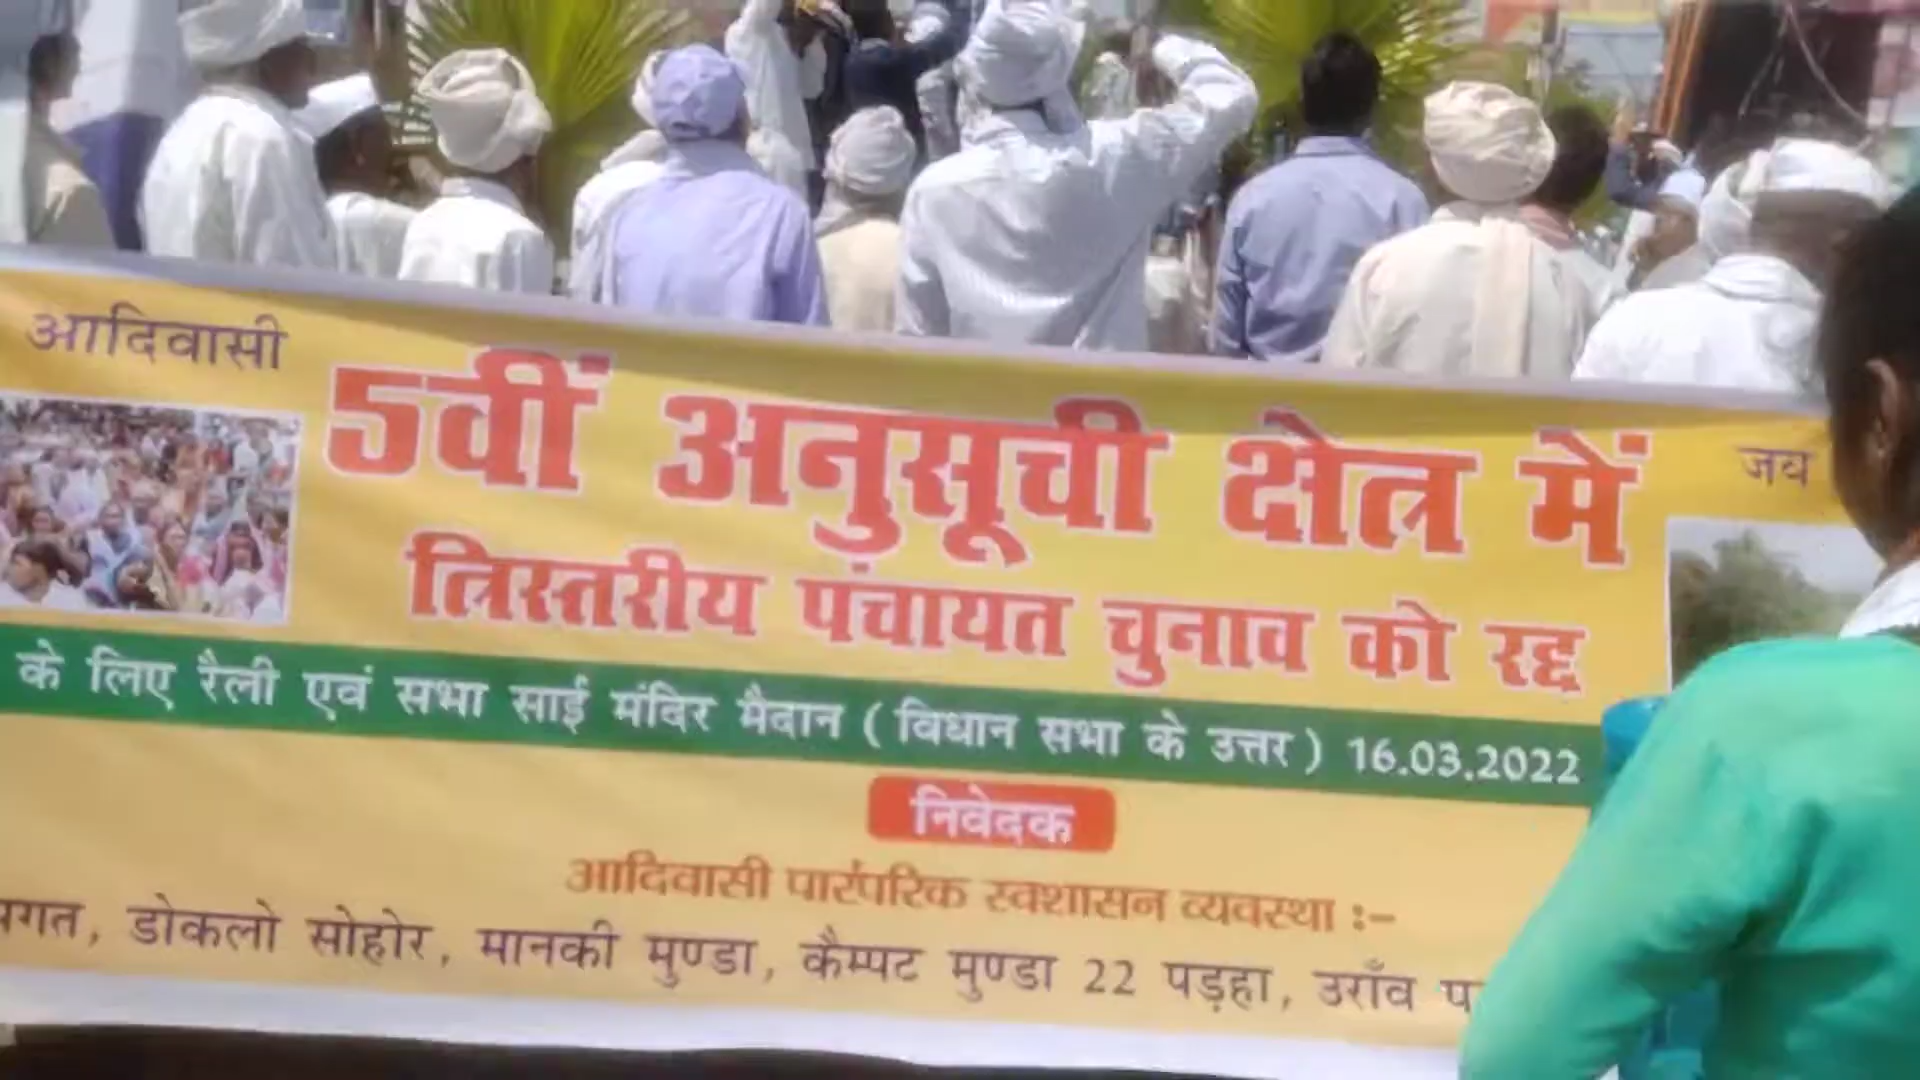 आदिवासी
5वीं अनुसूची क्षेत्र में
जव
त्रिस्तरीय पंचायत चुनाव को रद्द
के लिए रैली एवं सभा साई मंदिर मैदान ( विधान सभा के उत्तर ) 16.03.2022
निवेदक
आदिवासी पारंपरिक स्वशासन व्यवस्था :-
डोकलो सोहोर, मानकी मुण्डा, कैम्पट मुण्डा 22 पड़हा, उराँव